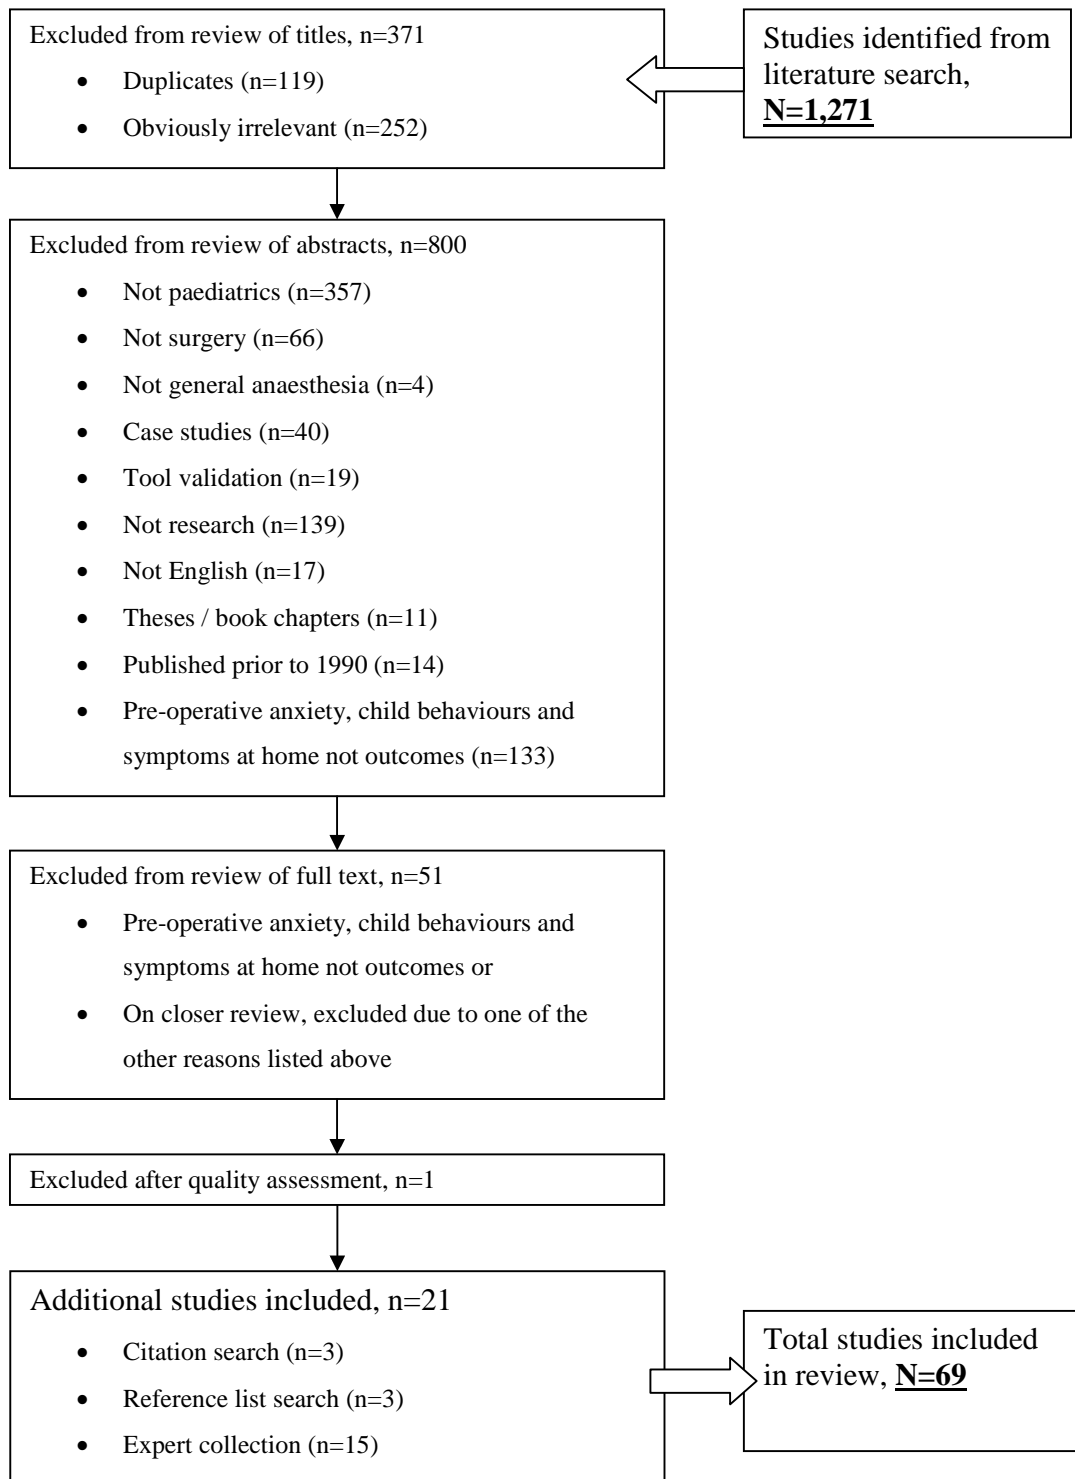 Studies identified from
literature search,
N=1,271
Excluded from review of titles, n=371
• Duplicates (n=119)
• Obviously irrelevant (n=252)
Excluded from review of abstracts, n=800
• Not paediatrics (n=357)
• Not surgery (n=66)
• Not general anaesthesia (n=4)
• Case studies (n=40)
• Tool validation (n=19)
• Not research (n=139)
• Not English (n=17)
• Theses / book chapters (n=11)
• Published prior to 1990 (n=14)
• Pre-operative anxiety, child behaviours and
symptoms at home not outcomes (n=133)
Excluded from review of full text, n=51
• Pre-operative anxiety, child behaviours and
symptoms at home not outcomes or
• On closer review, excluded due to one of the
other reasons listed above
Excluded after quality assessment, n=1
Additional studies included, n=21
• Citation search (n=3)
• Reference list search (n=3)
• Expert collection (n=15)
Total studies included
in review, N=69